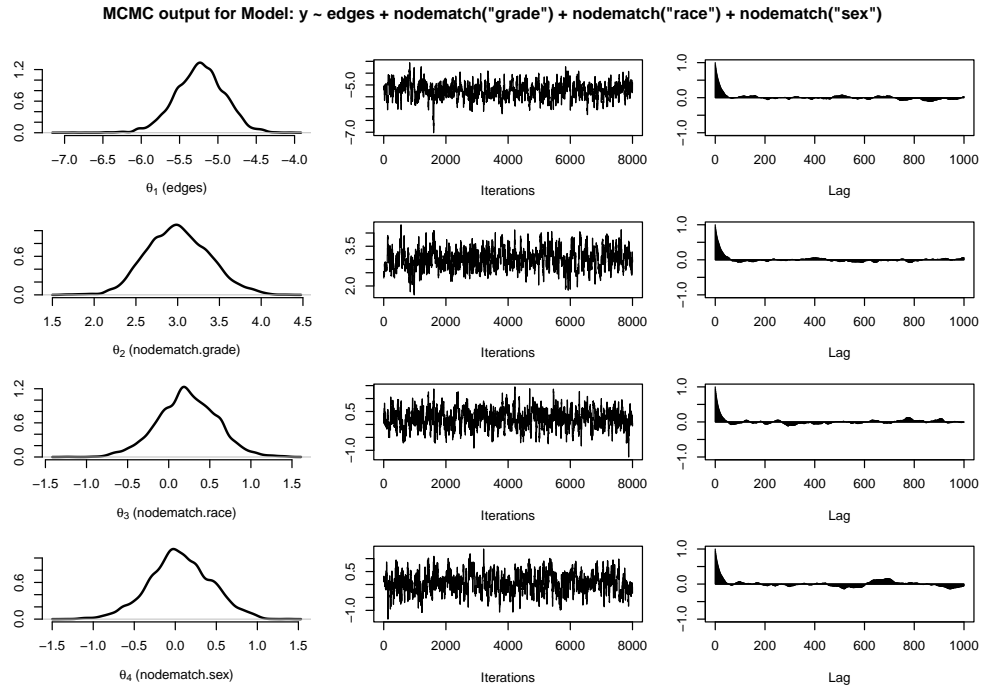 MCMC output for Model: y ~ edges + nodematch("grade") + nodematch("race") + nodematch("sex")
0.0 0.6 1.2
−7.0 −6.5 −6.0 −5.5 −5.0 −4.5 −4.0
θ1 (edges)
−7.0 −5.0
0 2000 4000 6000 8000
Iterations
−1.0 0.0 1.0
0 200 400 600 800 1000
Lag
0.0 0.6
1.5 2.0 2.5 3.0 3.5 4.0 4.5
θ2 (nodematch.grade)
2.0 3.5
0 2000 4000 6000 8000
Iterations
−1.0 0.0 1.0
0 200 400 600 800 1000
Lag
0.0 0.6 1.2
−1.5 −1.0 −0.5 0.0 0.5 1.0 1.5
θ3 (nodematch.race)
−1.0 0.5
0 2000 4000 6000 8000
Iterations
−1.0 0.0 1.0
0 200 400 600 800 1000
Lag
0.0 0.6
−1.5 −1.0 −0.5 0.0 0.5 1.0 1.5
θ4 (nodematch.sex)
−1.0 0.5
0 2000 4000 6000 8000
Iterations
−1.0 0.0 1.0
0 200 400 600 800 1000
Lag